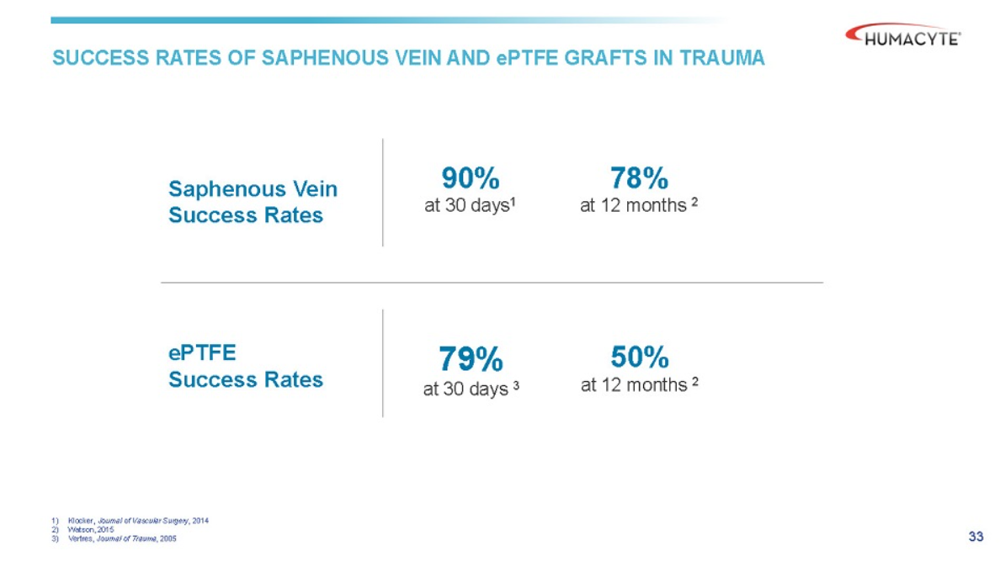 HUMACYTE®
SUCCESS RATES OF SAPHENOUS VEIN AND ePTFE GRAFTS IN TRAUMA
Saphenous Vein
Success Rates
90%
at 30 days¹
78%
at 12 months ²
ePTFE
Success Rates
79%
at 30 days ³
50%
at 12 months ²
1) Klocker, Journal of Vascular Surgery, 2014
2) Watson, 2015
3) Vertres, Journal of Trauma, 2005
33